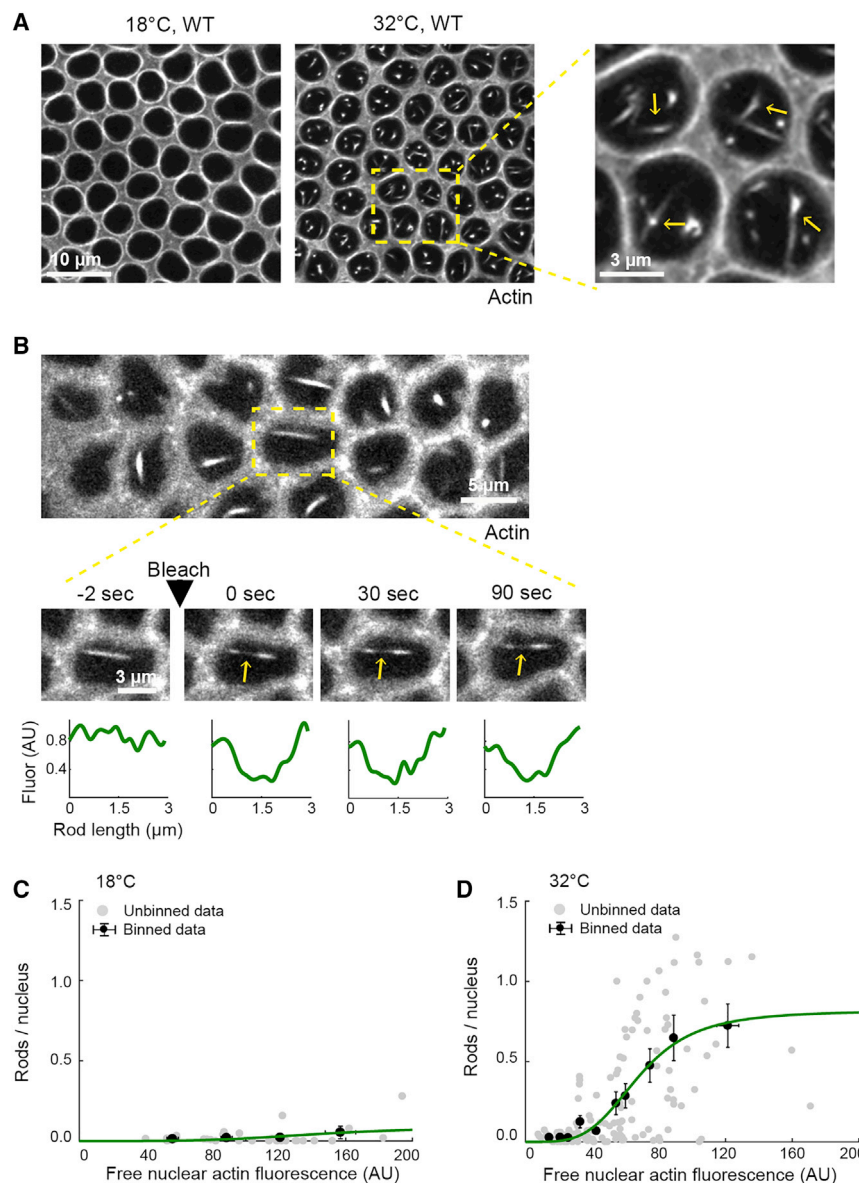 A
18°C, WT
32°C, WT
10 µm
3 µm
Actin
B
5 µm
Actin
Bleach
-2 sec
0 sec
30 sec
90 sec
3 µm
Fluor (AU)
0.8
0.4
0 1.5 3
0 1.5 3
0 1.5 3
0 1.5 3
Rod length (µm)
C
18°C
Unbinned data
Binned data
Rods / nucleus
1.5
1.0
0.5
0.0
0 40 80 120 160 200
Free nuclear actin fluorescence (AU)
D
32°C
Unbinned data
Binned data
Rods / nucleus
1.5
1.0
0.5
0.0
0 40 80 120 160 200
Free nuclear actin fluorescence (AU)